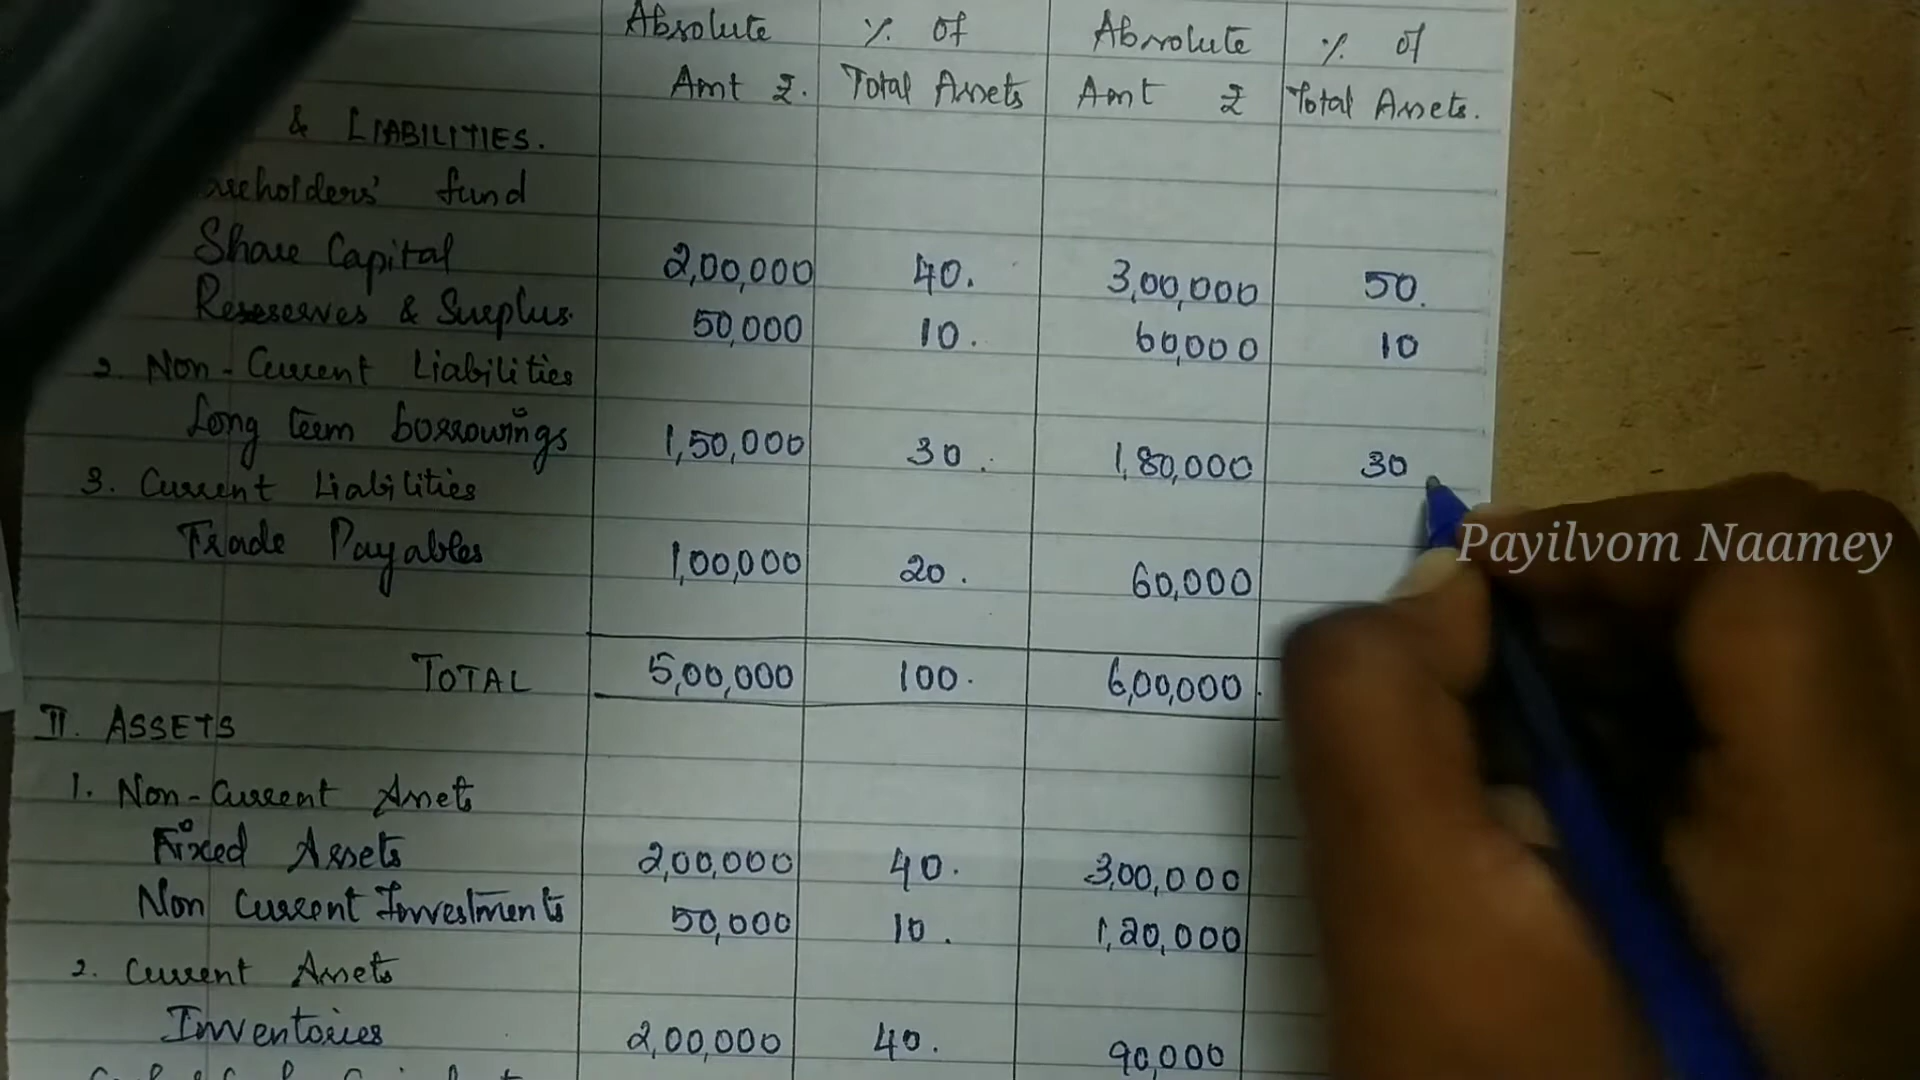 Absolute % of Absolute % of
Amt ₹. Total Assets Amt ₹ Total Assets.
& LIABILITIES.
areholders' fund
Share Capital 2,00,000 40. 3,00,000 50.
Reseserves & Surplus. 50,000 10. 60,000 10
2. Non-Current Liabilities
Long term borrowings 1,50,000 30. 1,80,000 30
3. Current Liabilities
Trade Payables 1,00,000 20. 60,000
Payilvom Naamey
TOTAL 5,00,000 100. 6,00,000
II. ASSETS
1. Non-Current Assets
Fixed Assets 2,00,000 40. 3,00,000
Non Current Investments 50,000 10. 1,20,000
2. Current Assets
Inventories 2,00,000 40. 90,000